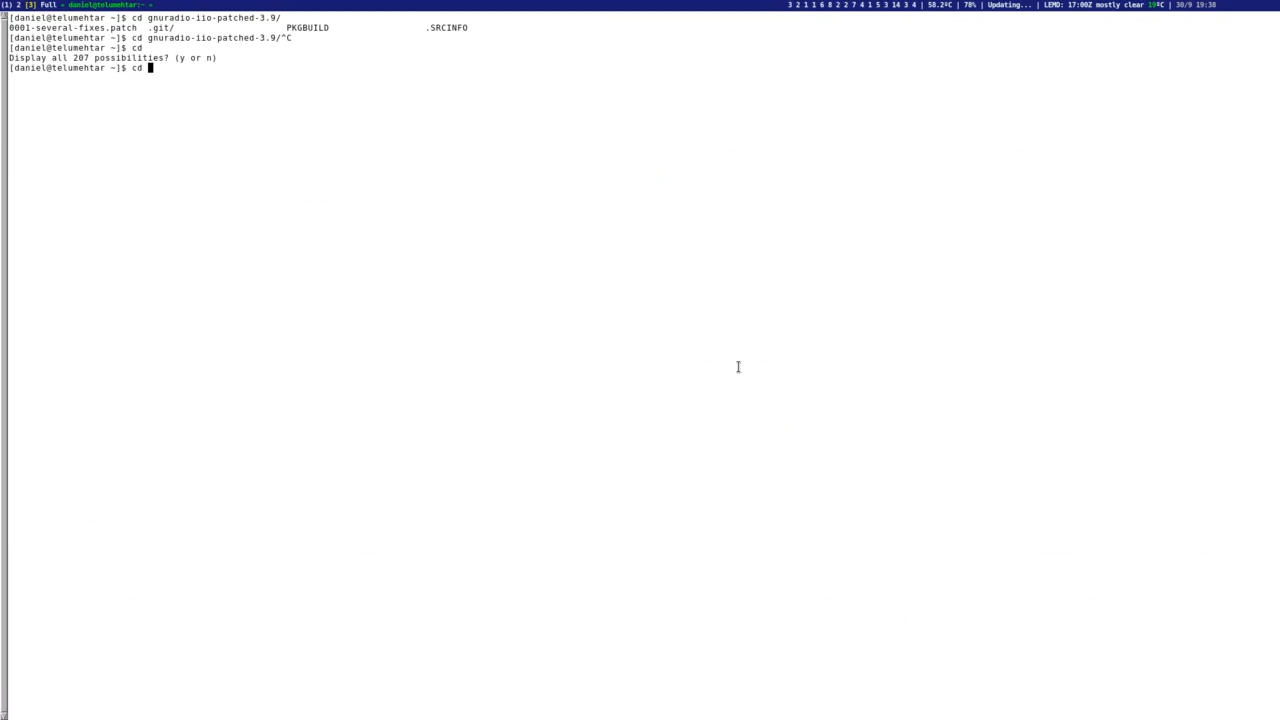 (1) 2 [3] Full = daniel@telumehtar:~ = 3 2 1 1 6 8 2 2 7 4 1 5 3 14 3 4 | 58.2ºC | 78% | Updating... | LEMD: 17:00Z mostly clear 19ºC | 30/9 19:38
[daniel@telumehtar ~]$ cd gnuradio-iio-patched-3.9/
0001-several-fixes.patch  .git/                     PKGBUILD                  .SRCINFO
[daniel@telumehtar ~]$ cd gnuradio-iio-patched-3.9/^C
[daniel@telumehtar ~]$ cd
Display all 207 possibilities? (y or n)
[daniel@telumehtar ~]$ cd